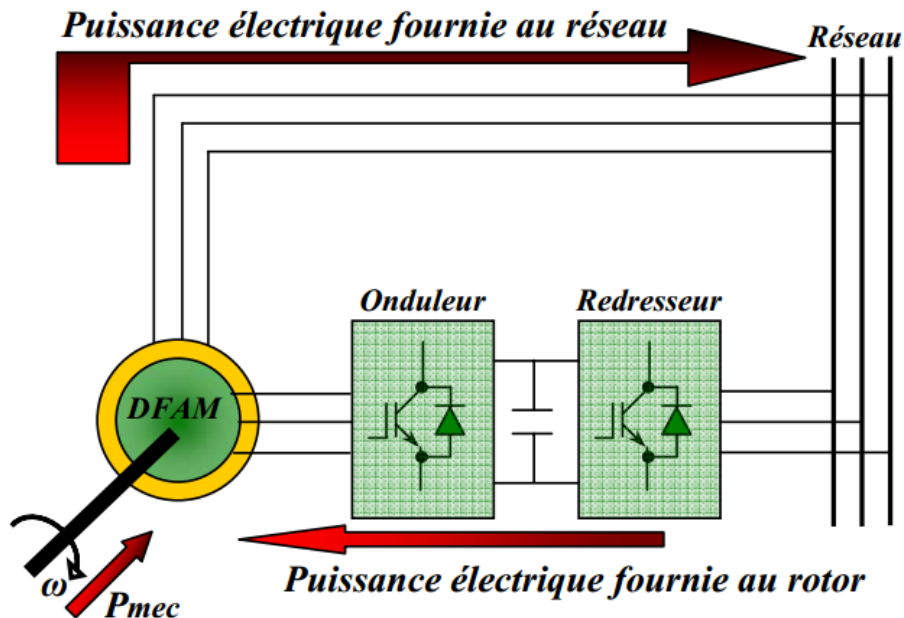 Puissance électrique fournie au réseau
Réseau
Onduleur
Redresseur
DFAM
ω
Pmec
Puissance électrique fournie au rotor